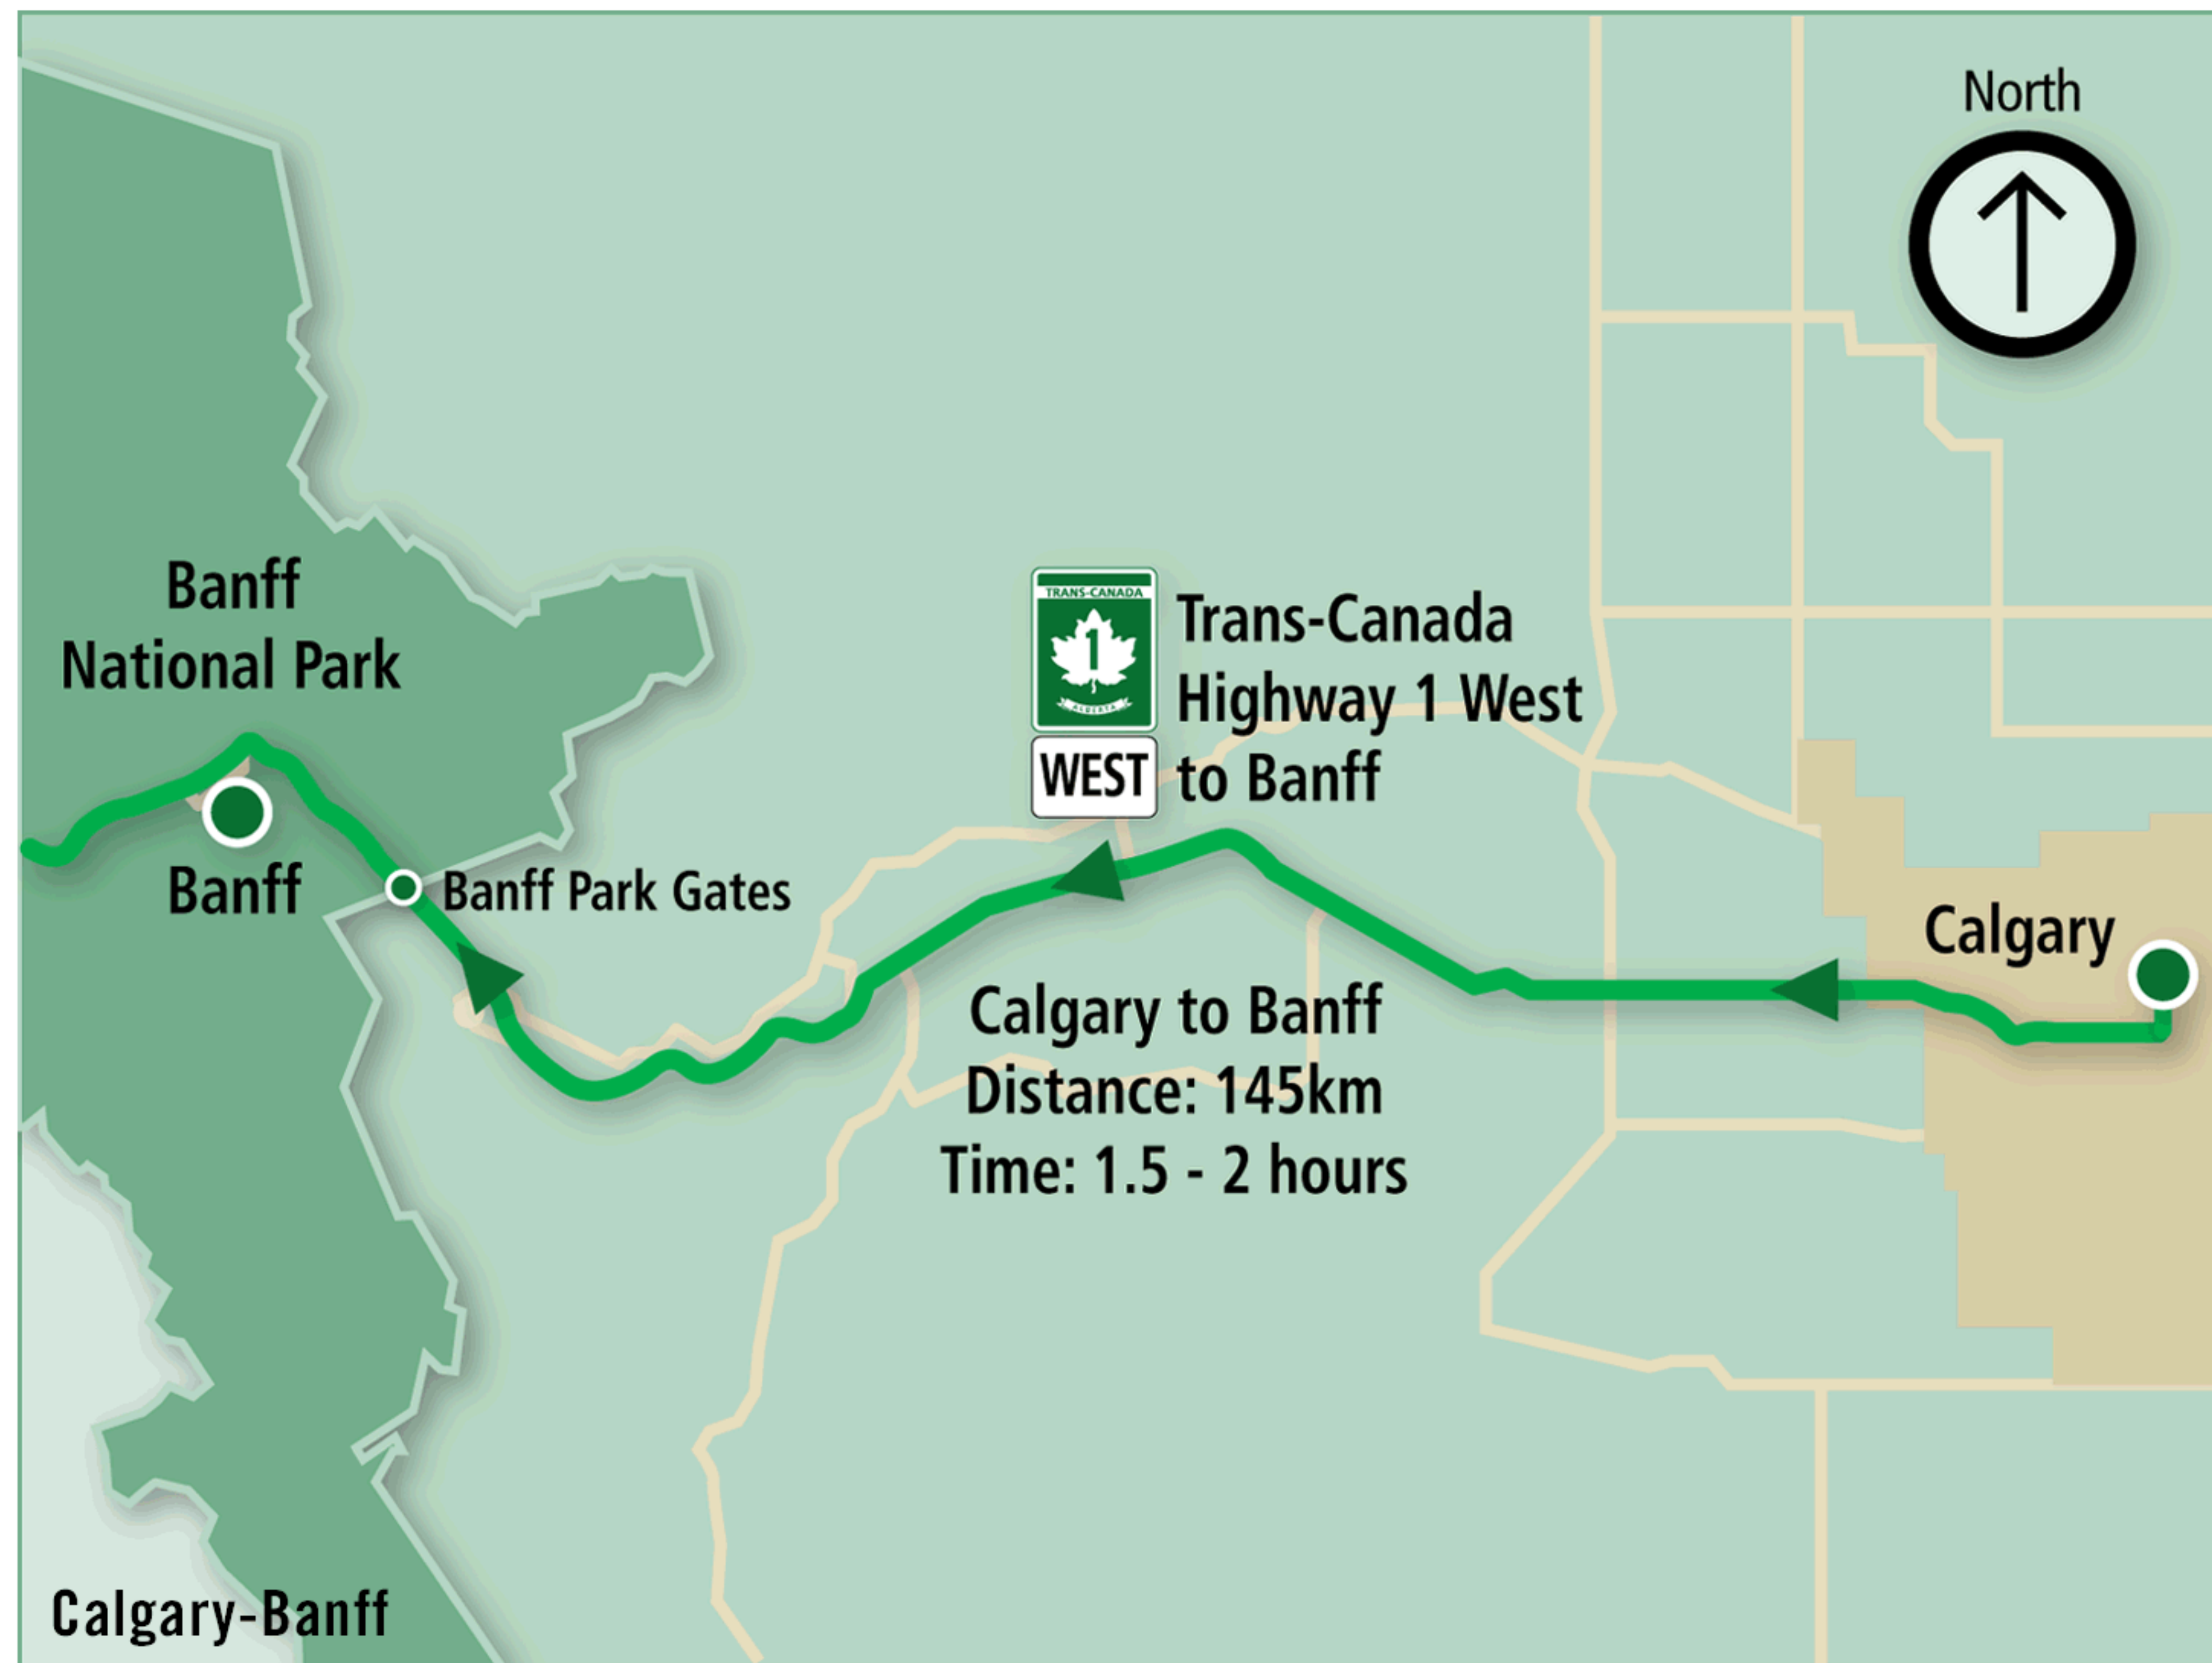 North
Banff
National Park
TRANS-CANADA
1
ALBERTA
WEST
Trans-Canada
Highway 1 West
to Banff
Banff
Banff Park Gates
Calgary
Calgary to Banff
Distance: 145km
Time: 1.5 - 2 hours
Calgary-Banff